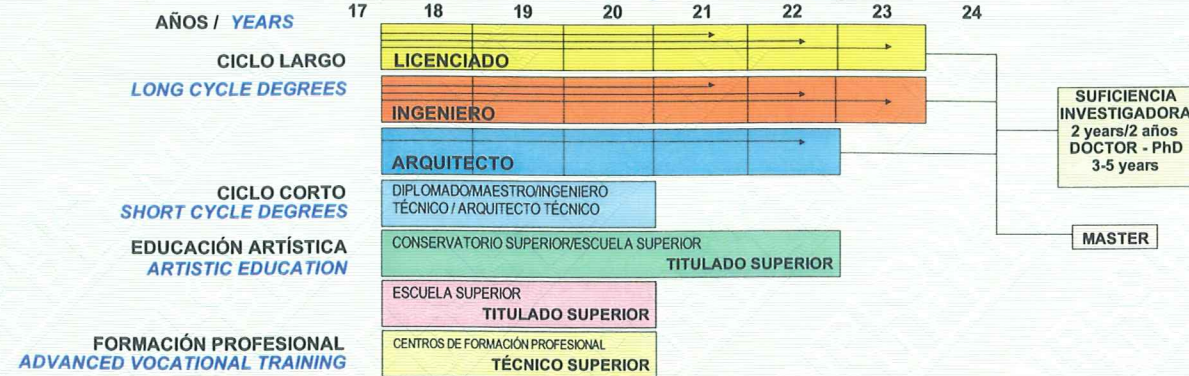 AÑOS / YEARS
17 18 19 20 21 22 23 24
CICLO LARGO
LONG CYCLE DEGREES
LICENCIADO
INGENIERO
ARQUITECTO
CICLO CORTO
SHORT CYCLE DEGREES
DIPLOMADO/MAESTRO/INGENIERO
TÉCNICO / ARQUITECTO TÉCNICO
EDUCACIÓN ARTÍSTICA
ARTISTIC EDUCATION
CONSERVATORIO SUPERIOR/ESCUELA SUPERIOR
TITULADO SUPERIOR
ESCUELA SUPERIOR
TITULADO SUPERIOR
FORMACIÓN PROFESIONAL
ADVANCED VOCATIONAL TRAINING
CENTROS DE FORMACIÓN PROFESIONAL
TÉCNICO SUPERIOR
SUFICIENCIA
INVESTIGADORA
2 years/2 años
DOCTOR - PhD
3-5 years
MASTER